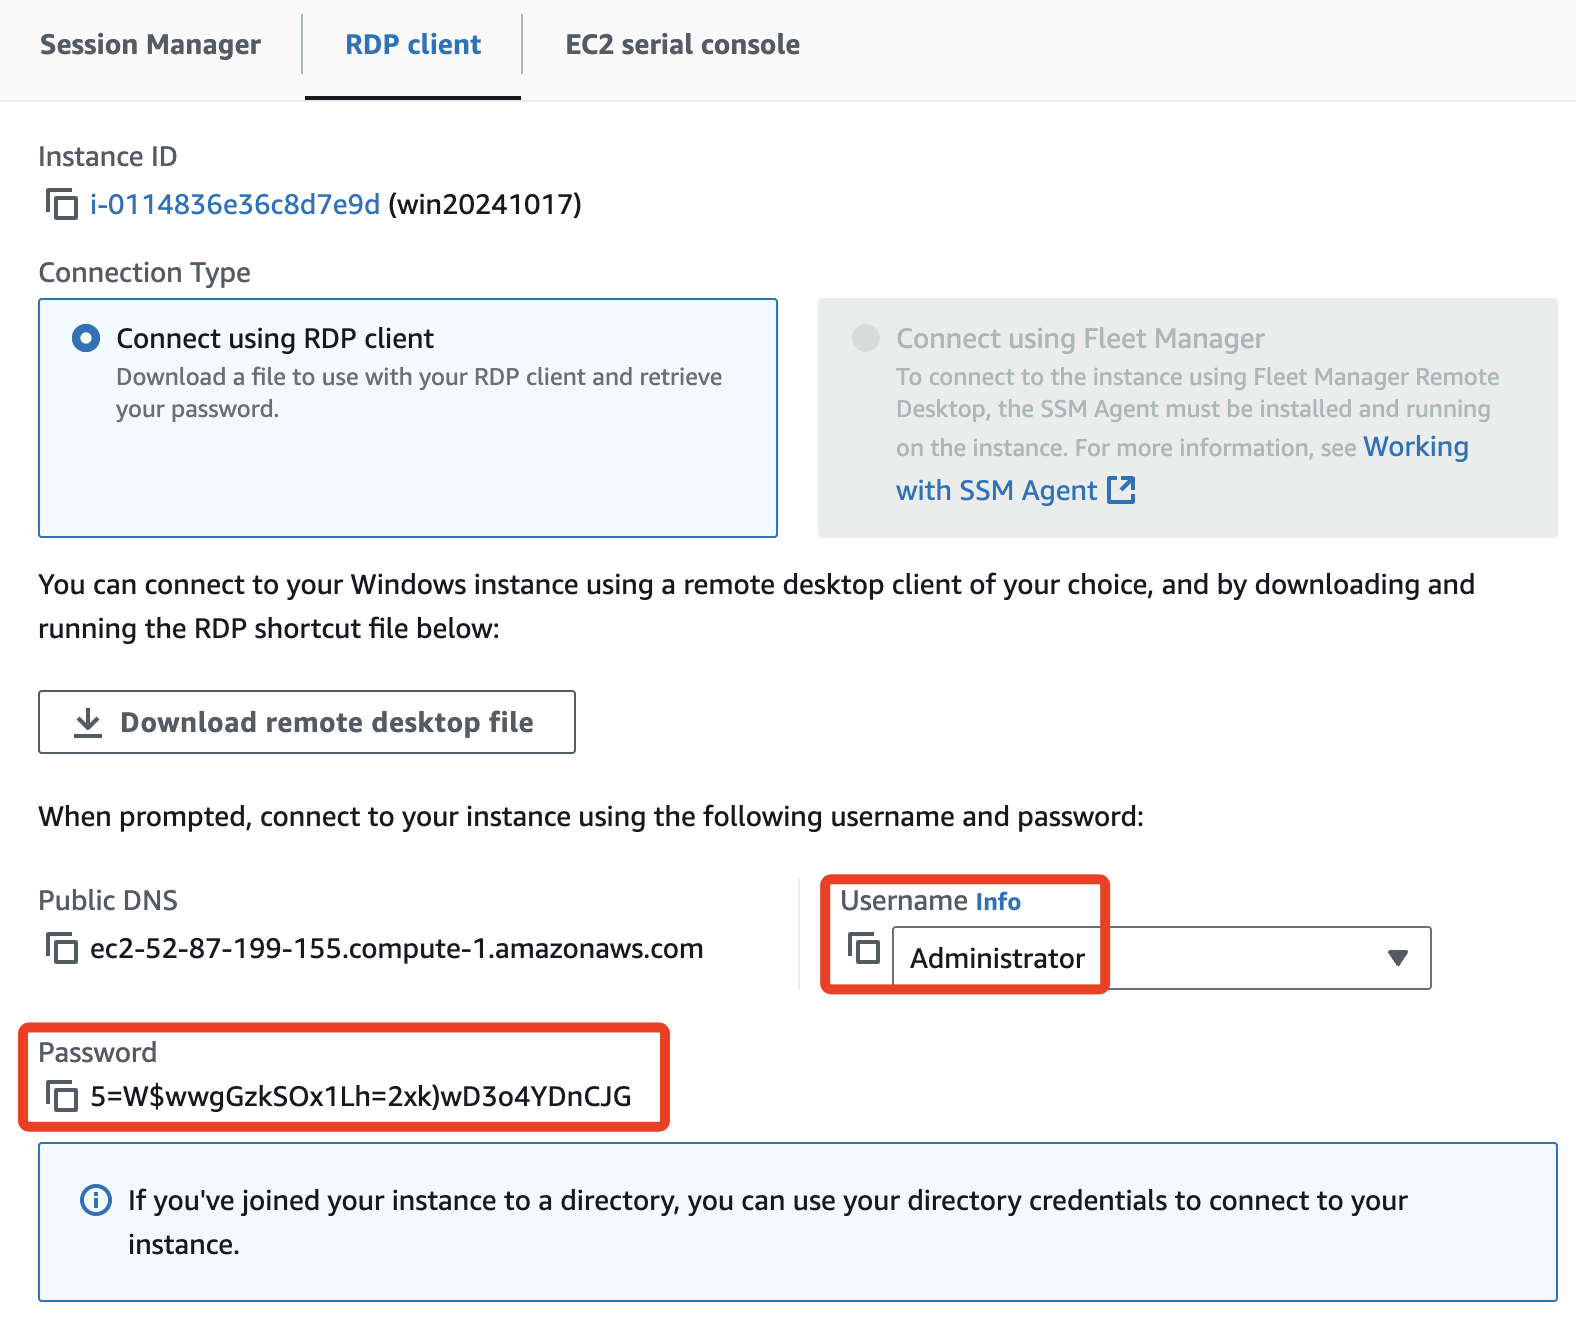 Session Manager
RDP client
EC2 serial console
Instance ID
i-0114836e36c8d7e9d (win20241017)
Connection Type
Connect using RDP client
Download a file to use with your RDP client and retrieve
your password.
Connect using Fleet Manager
To connect to the instance using Fleet Manager Remote
Desktop, the SSM Agent must be installed and running
on the instance. For more information, see Working
with SSM Agent
You can connect to your Windows instance using a remote desktop client of your choice, and by downloading and
running the RDP shortcut file below:
Download remote desktop file
When prompted, connect to your instance using the following username and password:
Public DNS
ec2-52-87-199-155.compute-1.amazonaws.com
Username Info
Administrator
Password
5=W$wwgGzkSOx1Lh=2xk)wD3o4YDnCJG
If you've joined your instance to a directory, you can use your directory credentials to connect to your
instance.